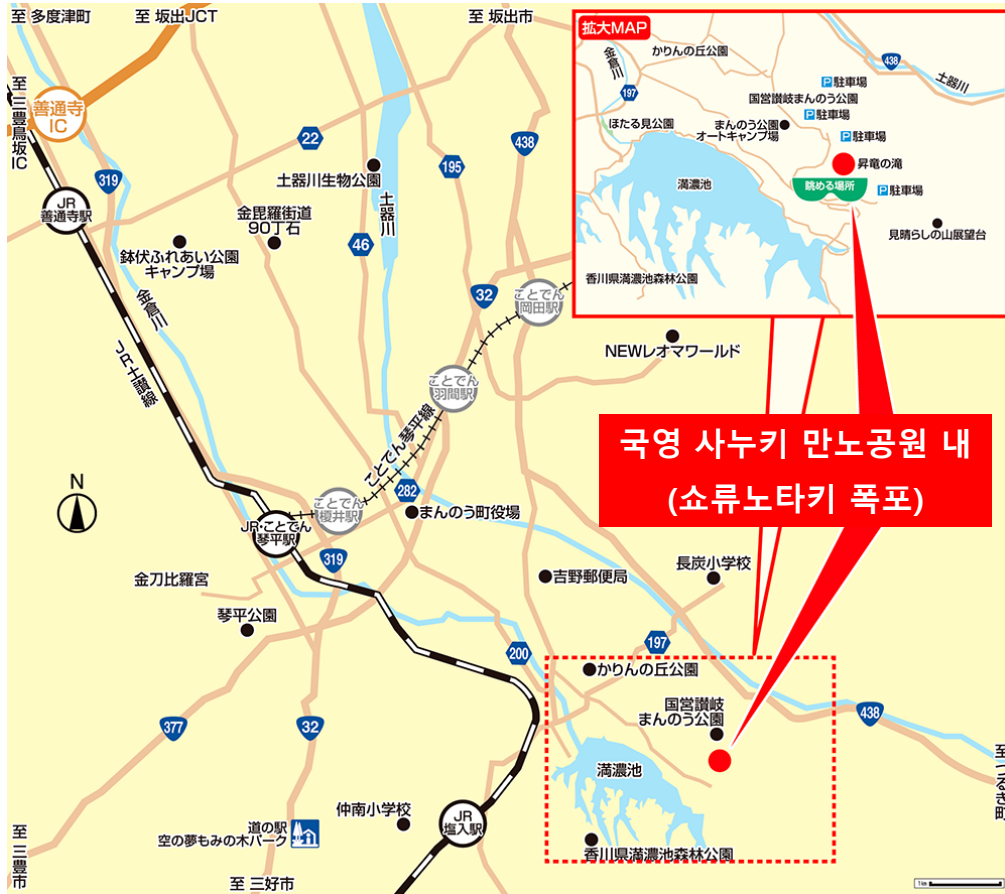 至 多度津町
至 坂出JCT
至 坂出市
至 三豊鳥坂IC
善通寺
IC
319
22
195
438
JR
善通寺駅
土器川生物公園
土器川
金毘羅街道
90丁石
46
鉢伏ふれあい公園
キャンプ場
金倉川
32
ことでん
岡田駅
JR土讃線
NEWレオマワールド
ことでん
羽間駅
ことでん琴平線
拡大MAP
かりんの丘公園
金倉川
438
土器川
197
P駐車場
国営讃岐まんのう公園
P駐車場
ほたる見公園
まんのう公園
オートキャンプ場
P駐車場
昇竜の滝
満濃池
眺める場所
P駐車場
見晴らしの山展望台
香川県満濃池森林公園
국영 사누키 만노공원 내
(쇼류노타키 폭포)
N
ことでん
榎井駅
282
まんのう町役場
JR・ことでん
琴平駅
319
金刀比羅宮
吉野郵便局
長炭小学校
琴平公園
200
197
かりんの丘公園
国営讃岐
まんのう公園
438
377
32
満濃池
至 つるぎ町
仲南小学校
JR
塩入駅
道の駅
空の夢もみの木パーク
香川県満濃池森林公園
至 三豊市
至 三好市
1km